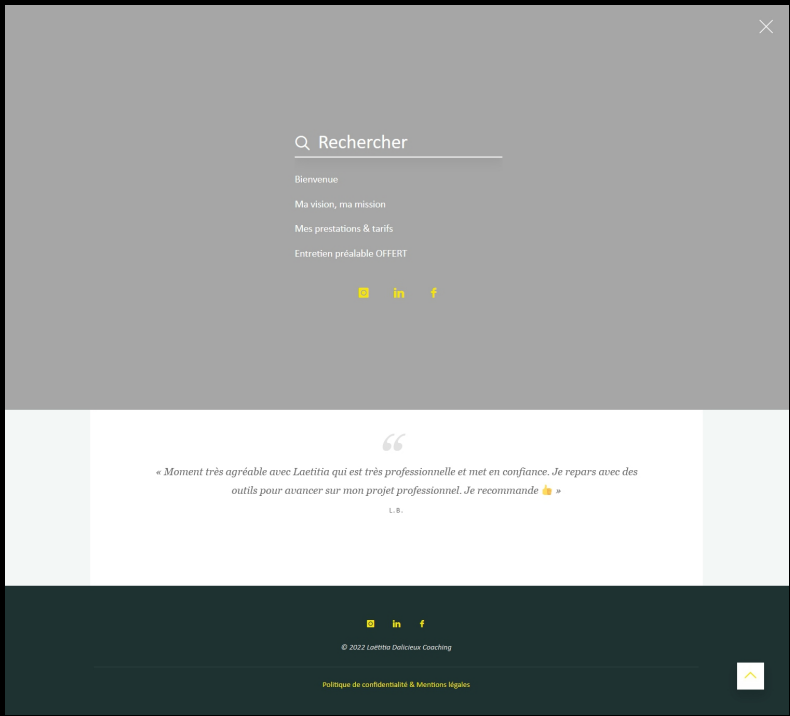 Rechercher
Bienvenue
Ma vision, ma mission
Mes prestations & tarifs
Entretien préalable OFFERT
“
« Moment très agréable avec Laetitia qui est très professionnelle et met en confiance. Je repars avec des
outils pour avancer sur mon projet professionnel. Je recommande 👍 »
L.B.
© 2022 Laëtitia Dalicieux Coaching
Politique de confidentialité & Mentions légales